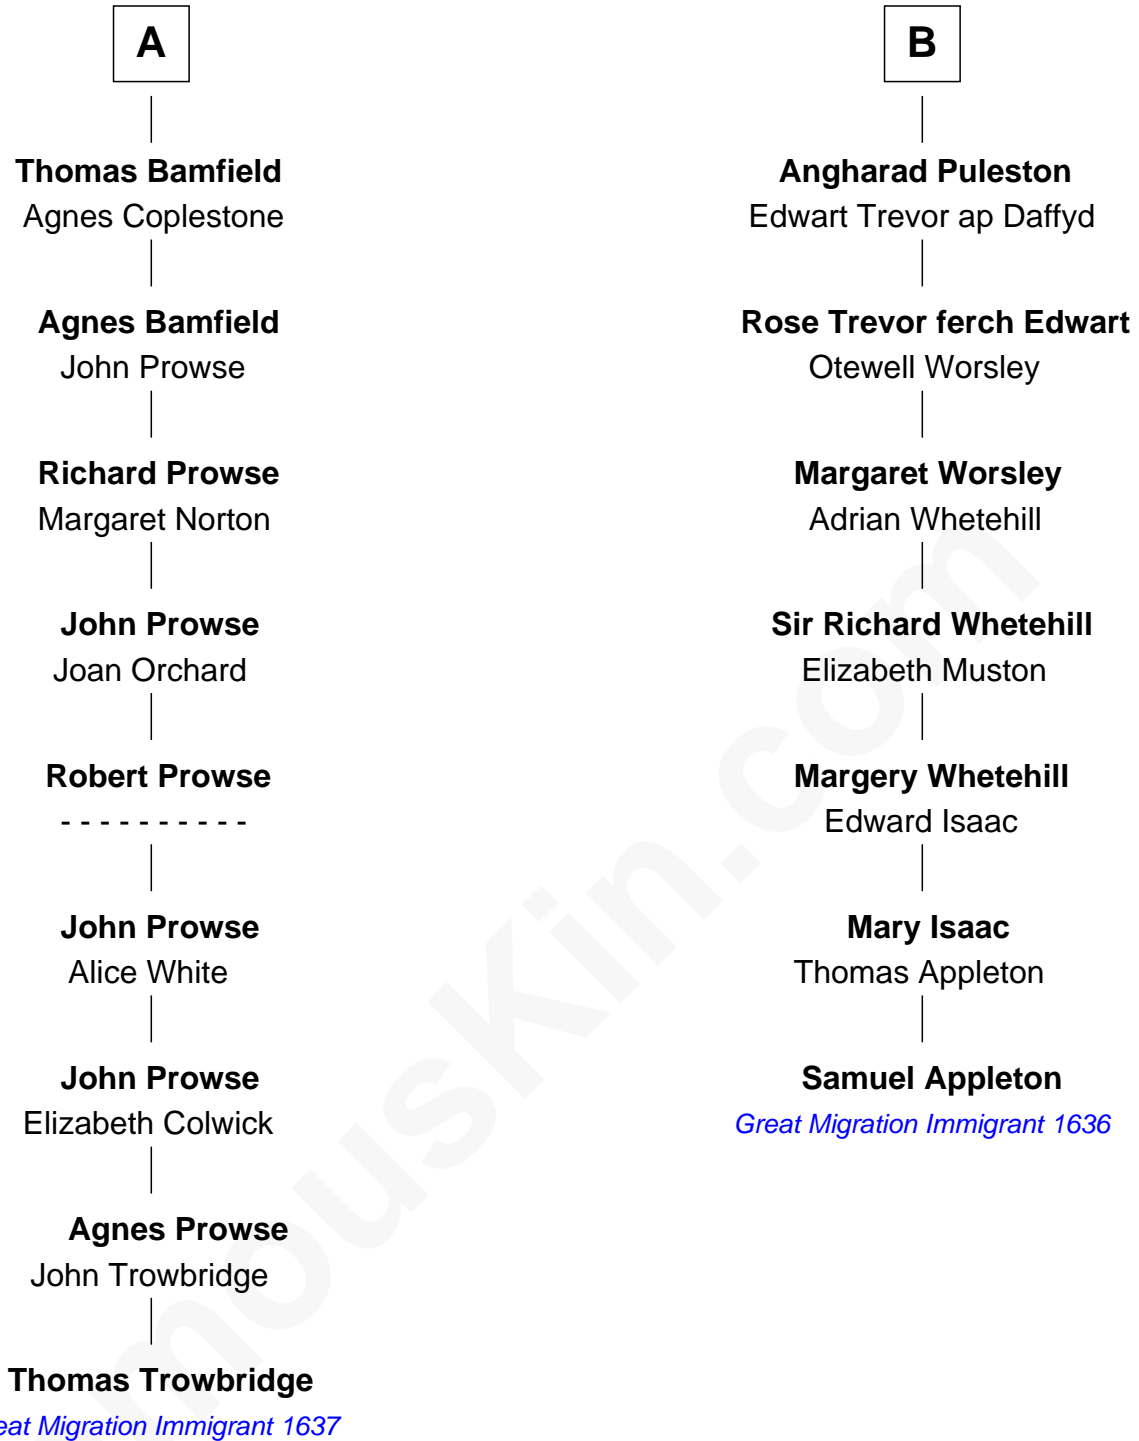 A
Thomas Bamfield
Agnes Coplestone
Agnes Bamfield
John Prowse
Richard Prowse
Margaret Norton
John Prowse
Joan Orchard
Robert Prowse
- - - - - - - - - -
John Prowse
Alice White
John Prowse
Elizabeth Colwick
Agnes Prowse
John Trowbridge
Thomas Trowbridge
eat Migration Immigrant 1637
B
Angharad Puleston
Edwart Trevor ap Daffyd
Rose Trevor ferch Edwart
Otewell Worsley
Margaret Worsley
Adrian Whetehill
Sir Richard Whetehill
Elizabeth Muston
Margery Whetehill
Edward Isaac
Mary Isaac
Thomas Appleton
Samuel Appleton
Great Migration Immigrant 1636
mousKin.com